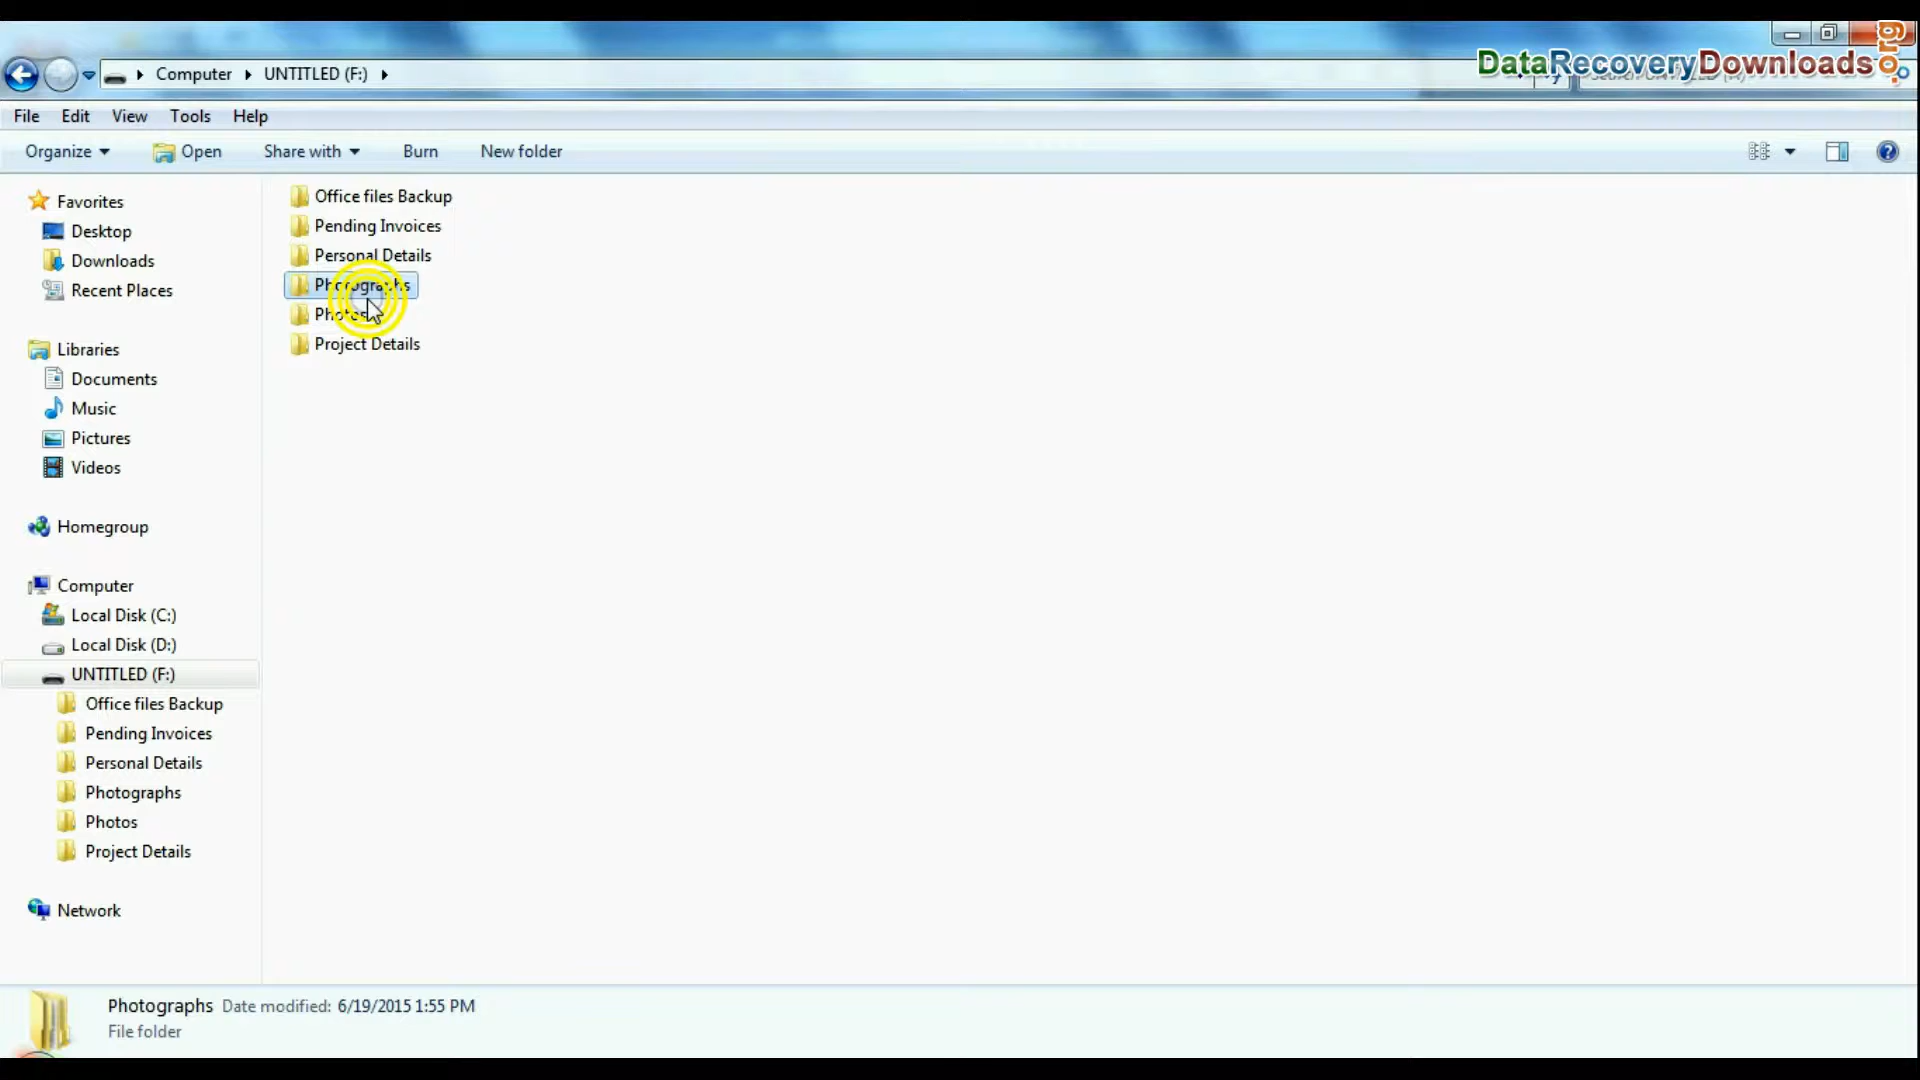 DataRecoveryDownloads.org
Computer UNTITLED (F:)
File Edit View Tools Help
Organize Open Share with Burn New folder
Favorites
Desktop
Downloads
Recent Places
Libraries
Documents
Music
Pictures
Videos
Homegroup
Computer
Local Disk (C:)
Local Disk (D:)
UNTITLED (F:)
Office files Backup
Pending Invoices
Personal Details
Photographs
Photos
Project Details
Network
Office files Backup
Pending Invoices
Personal Details
Photographs
Photos
Project Details
Photographs Date modified: 6/19/2015 1:55 PM
File folder